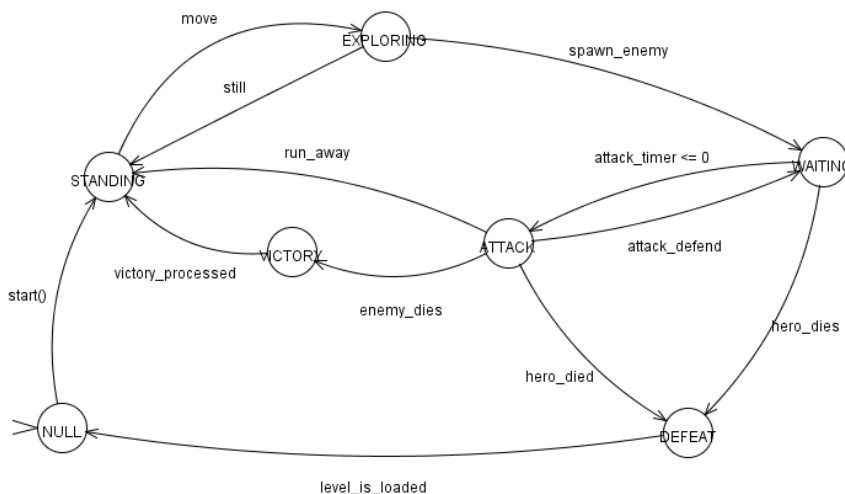 move
EXPLORING
spawn_enemy
still
run_away
attack_timer <= 0
WAITING
STANDING
ATTACK
attack_defend
VICTORY
victory_processed
start()
enemy_dies
hero_dies
hero_died
NULL
DEFEAT
level_is_loaded